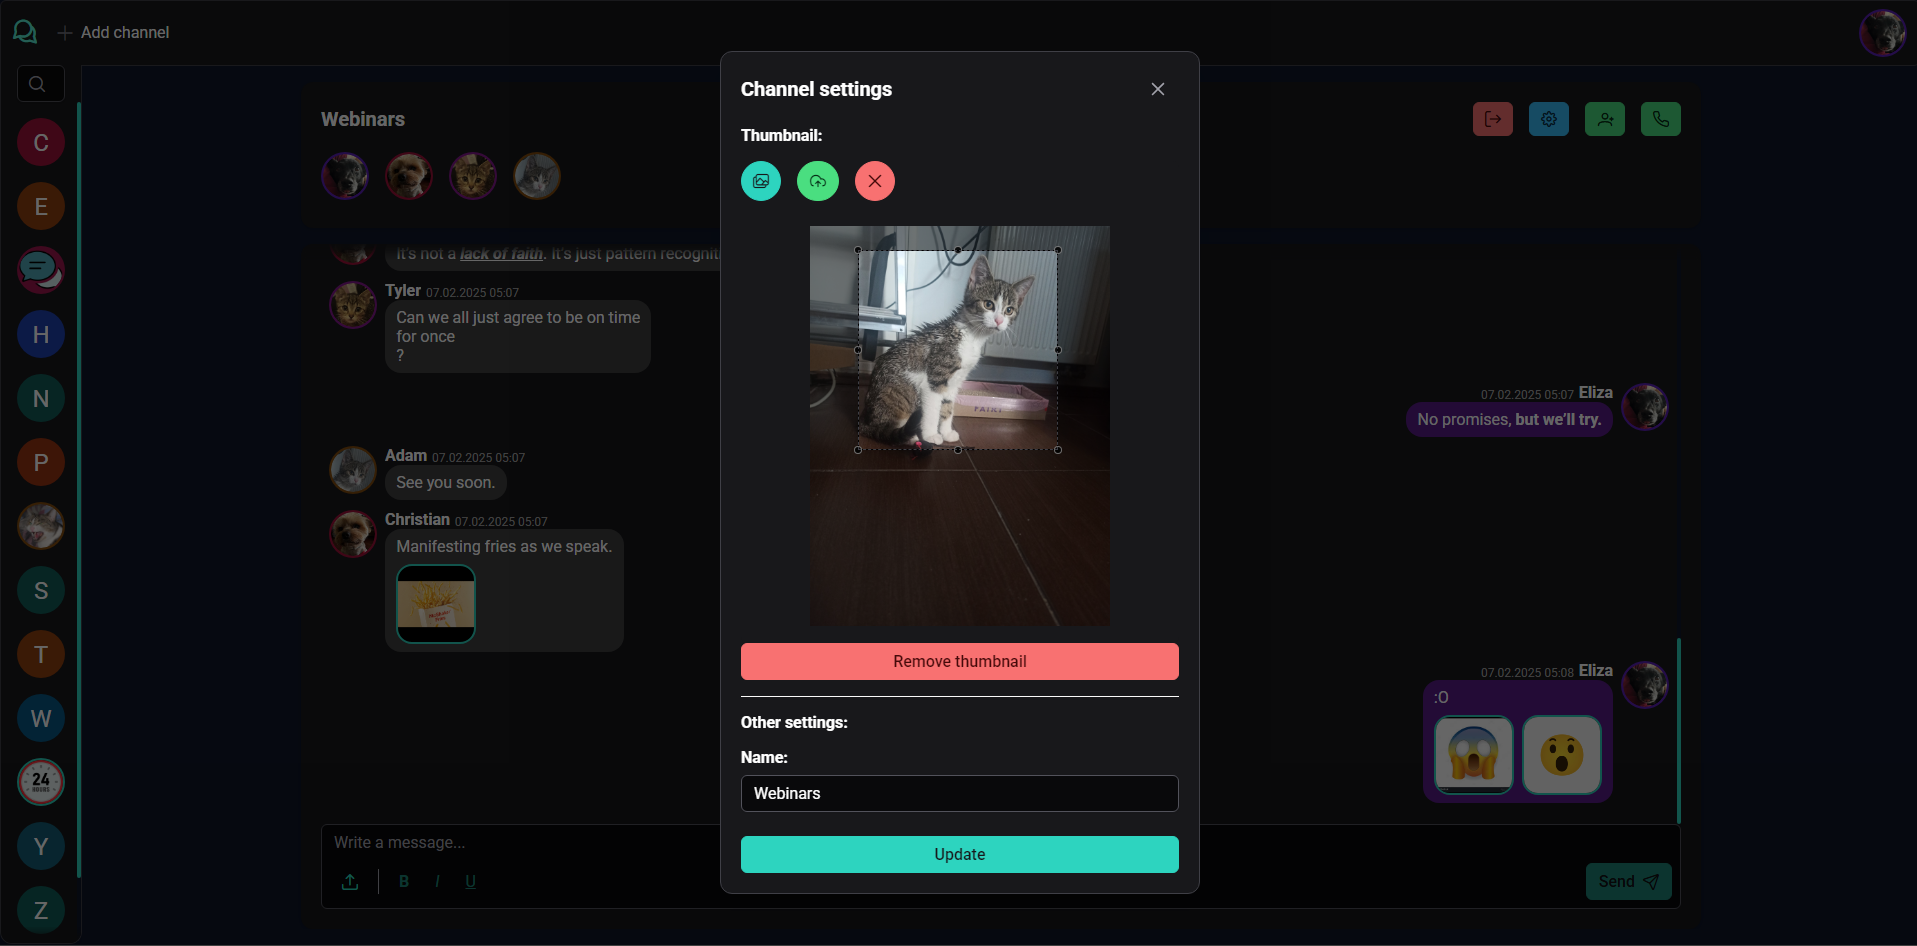 Add channel
C
E
H
N
P
S
T
W
24
HOURS
Y
Z
Webinars
It's not a lack of faith. It's just pattern recogniti
Tyler 07.02.2025 05:07
Can we all just agree to be on time
for once
?
Adam 07.02.2025 05:07
See you soon.
Christian 07.02.2025 05:07
Manifesting fries as we speak.
07.02.2025 05:07 Eliza
No promises, but we'll try.
07.02.2025 05:08 Eliza
:O
Write a message...
B I U
Send
Channel settings
Thumbnail:
FAIRY
Remove thumbnail
Other settings:
Name:
Webinars
Update